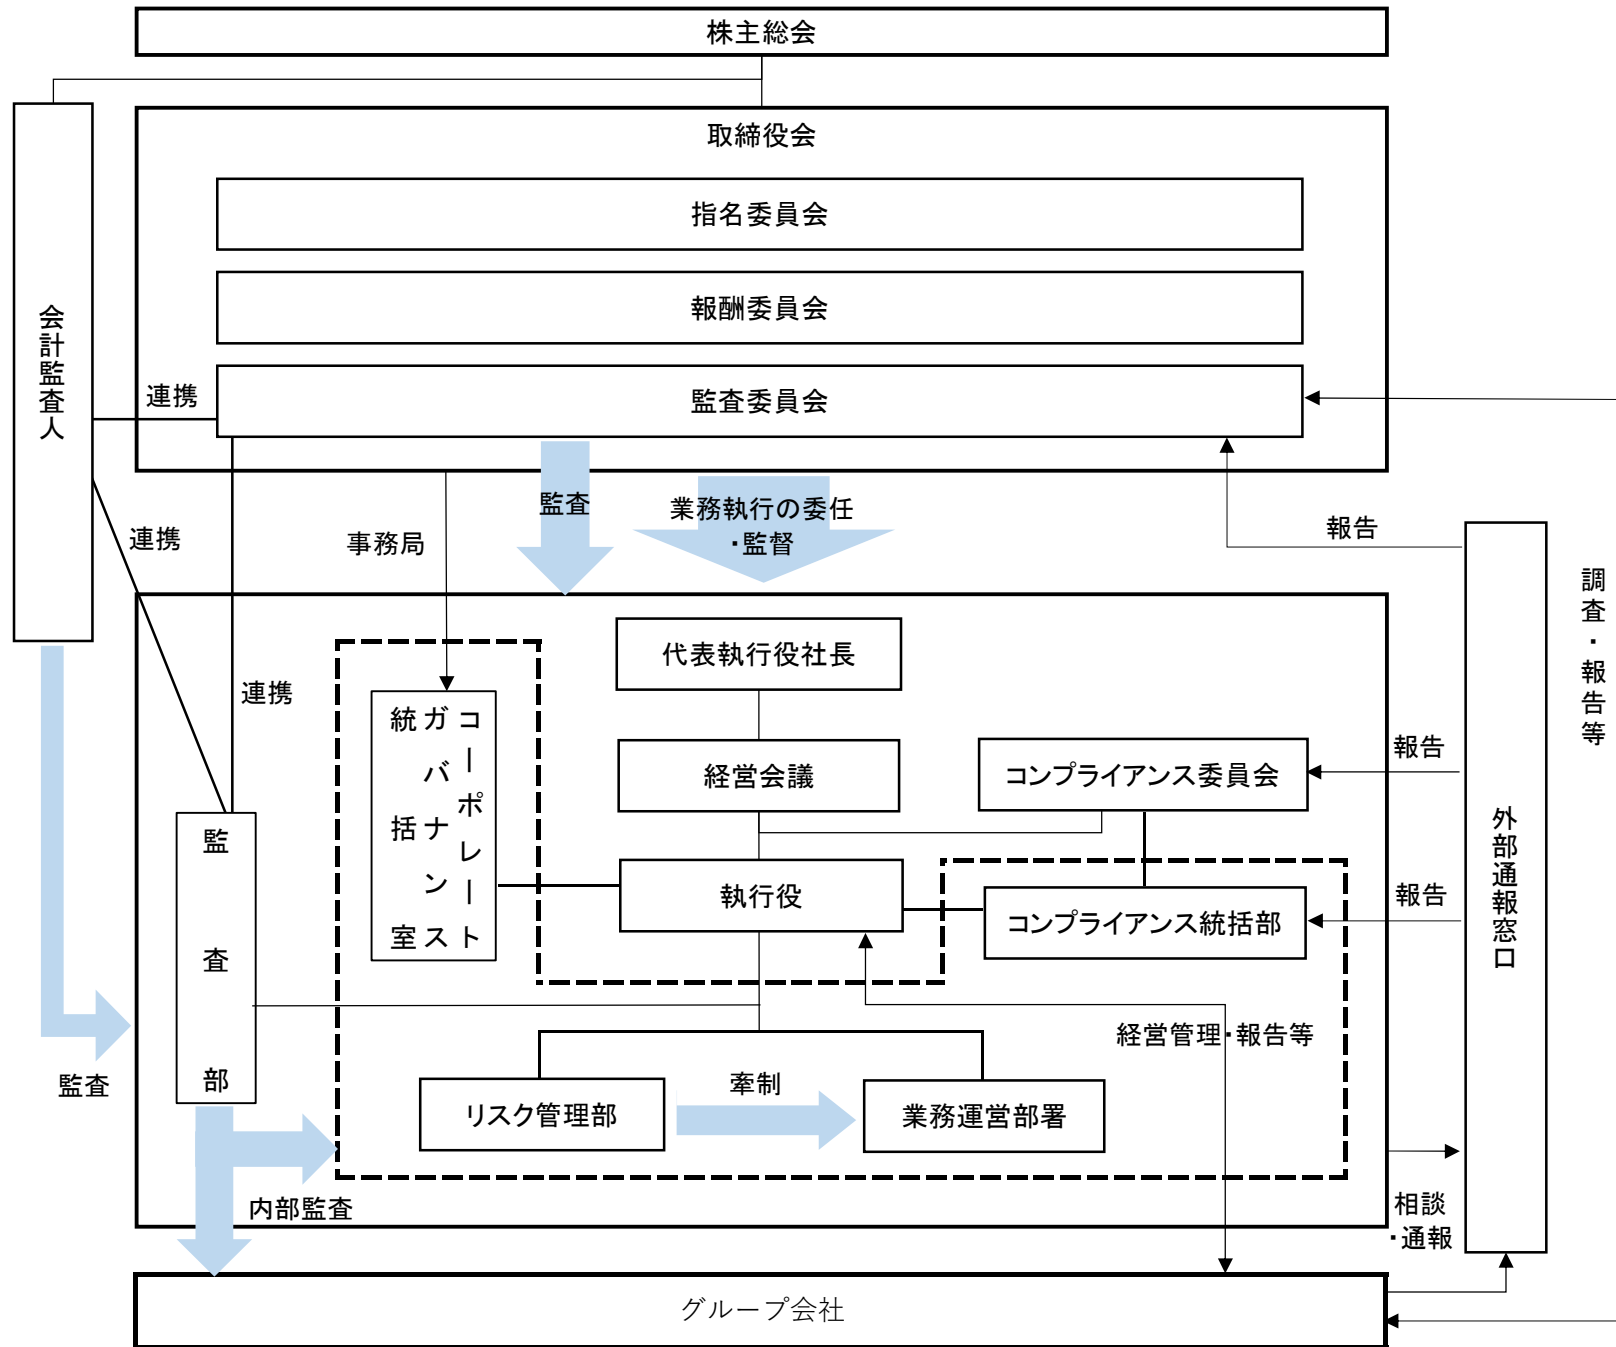 株主総会
取締役会
指名委員会
報酬委員会
監査委員会
会計監査人
連携
連携
連携
事務局
監査
業務執行の委任
・監督
報告
調査・報告等
代表執行役社長
経営会議
コンプライアンス委員会
報告
コーポレート
ガバナンス
統括室
執行役
コンプライアンス統括部
報告
外部通報窓口
監査部
経営管理・報告等
監査
リスク管理部
牽制
業務運営部署
内部監査
相談
・通報
グループ会社